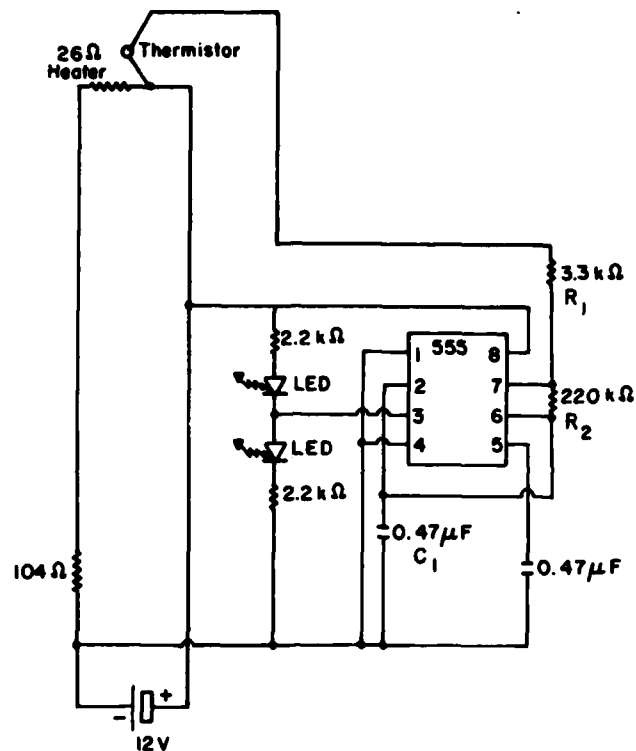 Thermistor
26Ω
Heater
3.3 kΩ
R1
2.2 kΩ
555
1 8
LED
2 7
220 kΩ
3 6
R2
LED
4 5
2.2 kΩ
0.47μF
C1
104Ω
0.47μF
− +
12V